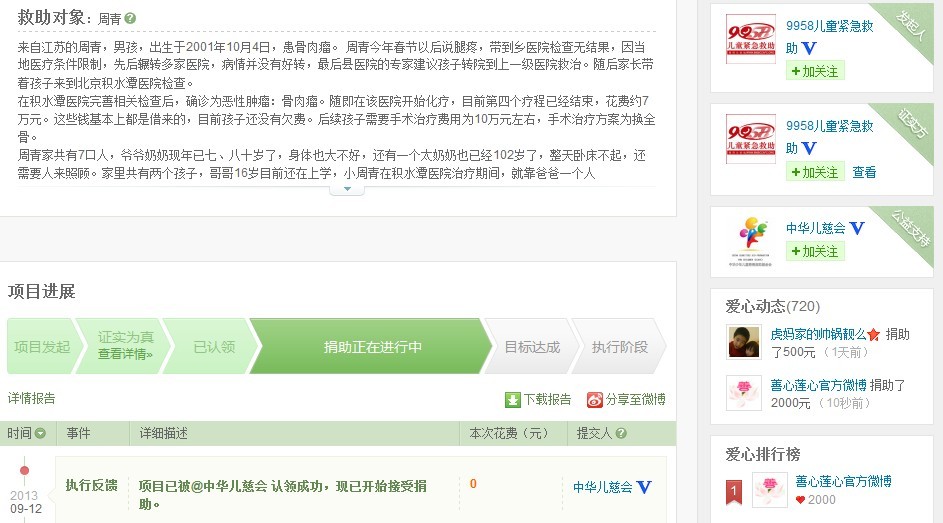 救助对象：周青
来自江苏的周青，男孩，出生于2001年10月4日，患骨肉瘤。 周青今年春节以后说腿疼，带到乡医院检查无结果，因当
地医疗条件限制，先后辗转多家医院，病情并没有好转，最后县医院的专家建议孩子转院到上一级医院救治。随后家长带
着孩子来到北京积水潭医院检查。
在积水潭医院完善相关检查后，确诊为恶性肿瘤：骨肉瘤。随即在该医院开始化疗，目前第四个疗程已经结束，花费约7
万元。这些钱基本上都是借来的，目前孩子还没有欠费。后续孩子需要手术治疗费用为10万元左右，手术治疗方案为换全
骨。
周青家共有7口人，爷爷奶奶现年已七、八十岁了，身体也大不好，还有一个太奶奶也已经102岁了，整天卧床不起，还
需要人来照顾。家里共有两个孩子，哥哥16岁目前还在上学，小周青在积水潭医院治疗期间，就靠爸爸一个人
项目进展
项目发起
证实为真
查看详情»
已认领
捐助正在进行中
目标达成
执行阶段
详情报告
下载报告
分享至微博
时间
事件
详细描述
本次花费（元）
提交人
2013
09-12
执行反馈
项目已被@中华儿慈会 认领成功，现已开始接受捐
助。
0
中华儿慈会
发起人
儿童紧急救助
9958儿童紧急救
助
+加关注
证实方
儿童紧急救助
9958儿童紧急救
助
+加关注 查看
公益支持
中华儿慈会
+加关注
爱心动态(720)
虎妈家的帅锅靓么 捐助
了500元（1天前）
善心莲心官方微博 捐助了
2000元（10秒前）
爱心排行榜
1
善心莲心官方微博
2000